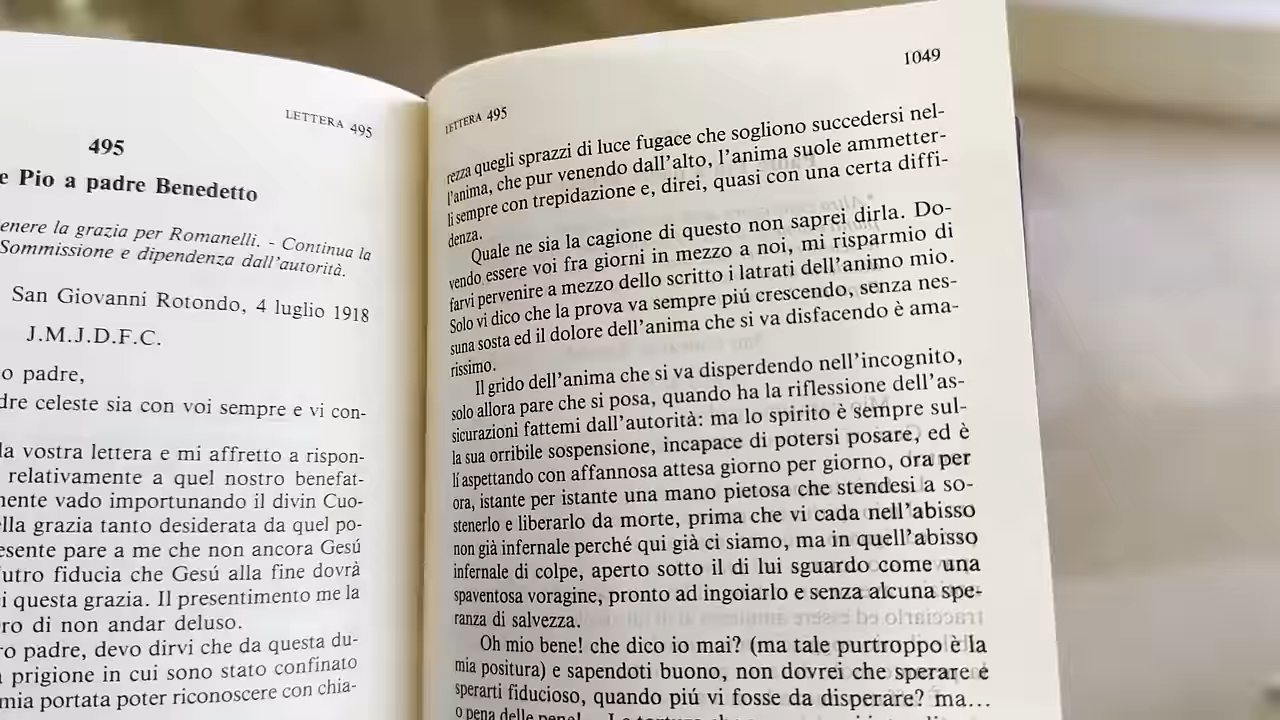 LETTERA 495
495
e Pio a padre Benedetto
enere la grazia per Romanelli. - Continua la
Sommissione e dipendenza dall'autorità.
San Giovanni Rotondo, 4 luglio 1918
J.M.J.D.F.C.
o padre,
dre celeste sia con voi sempre e vi con-
la vostra lettera e mi affretto a rispon-
relativamente a quel nostro benefat-
mente vado importunando il divin Cuo-
ella grazia tanto desiderata da quel po-
esente pare a me che non ancora Gesú
utro fiducia che Gesú alla fine dovrà
i questa grazia. Il presentimento me la
ro di non andar deluso.
ro padre, devo dirvi che da questa du-
prigione in cui sono stato confinato
mia portata poter riconoscere con chia-
1049
LETTERA 495
rezza quegli sprazzi di luce fugace che sogliono succedersi nel-
l'anima, che pur venendo dall'alto, l'anima suole ammetter-
li sempre con trepidazione e, direi, quasi con una certa diffi-
denza.
Quale ne sia la cagione di questo non saprei dirla. Do-
vendo essere voi fra giorni in mezzo a noi, mi risparmio di
farvi pervenire a mezzo dello scritto i latrati dell'animo mio.
Solo vi dico che la prova va sempre piú crescendo, senza nes-
suna sosta ed il dolore dell'anima che si va disfacendo è ama-
rissimo.
Il grido dell'anima che si va disperdendo nell'incognito,
solo allora pare che si posa, quando ha la riflessione dell'as-
sicurazioni fattemi dall'autorità: ma lo spirito è sempre sul-
la sua orribile sospensione, incapace di potersi posare, ed è
lí aspettando con affannosa attesa giorno per giorno, ora per
ora, istante per istante una mano pietosa che stendesi a so-
stenerlo e liberarlo da morte, prima che vi cada nell'abisso
non già infernale perché qui già ci siamo, ma in quell'abisso
infernale di colpe, aperto sotto il di lui sguardo come una
spaventosa voragine, pronto ad ingoiarlo e senza alcuna spe-
ranza di salvezza.
Oh mio bene! che dico io mai? (ma tale purtroppo è la
mia positura) e sapendoti buono, non dovrei che sperare e
sperarti fiducioso, quando piú vi fosse da disperare? ma...
o pena delle pene!